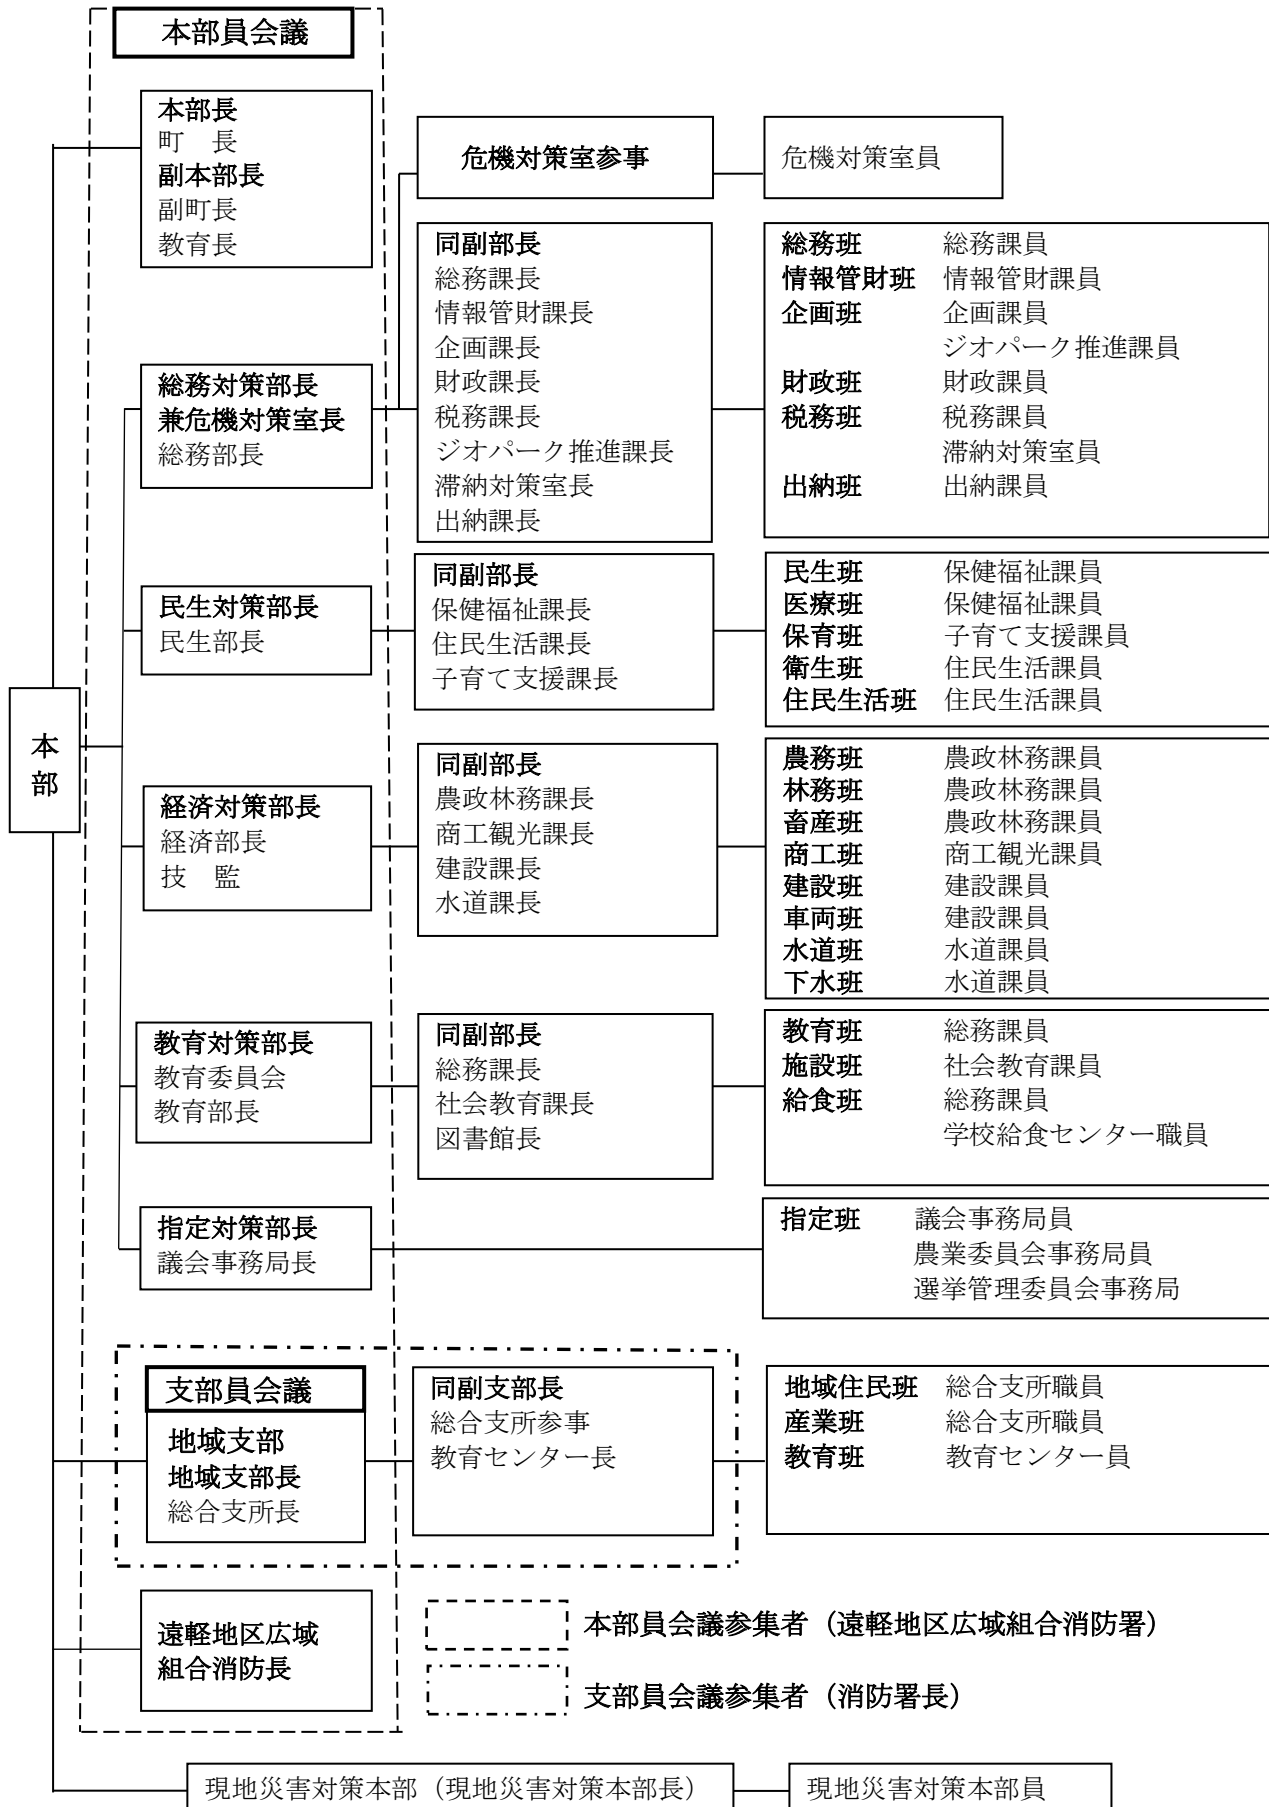 本部員会議
本部長
町　長
副本部長
副町長
教育長
危機対策室参事
危機対策室員
総務対策部長
兼危機対策室長
総務部長
同副部長
総務課長
情報管財課長
企画課長
財政課長
税務課長
ジオパーク推進課長
滞納対策室長
出納課長
総務班　総務課員
情報管財班　情報管財課員
企画班　企画課員
ジオパーク推進課員
財政班　財政課員
税務班　税務課員
滞納対策室員
出納班　出納課員
民生対策部長
民生部長
同副部長
保健福祉課長
住民生活課長
子育て支援課長
民生班　保健福祉課員
医療班　保健福祉課員
保育班　子育て支援課員
衛生班　住民生活課員
住民生活班　住民生活課員
本
部
経済対策部長
経済部長
技　監
同副部長
農政林務課長
商工観光課長
建設課長
水道課長
農務班　農政林務課員
林務班　農政林務課員
畜産班　農政林務課員
商工班　商工観光課員
建設班　建設課員
車両班　建設課員
水道班　水道課員
下水班　水道課員
教育対策部長
教育委員会
教育部長
同副部長
総務課長
社会教育課長
図書館長
教育班　総務課員
施設班　社会教育課員
給食班　総務課員
学校給食センター職員
指定対策部長
議会事務局長
指定班　議会事務局員
農業委員会事務局員
選挙管理委員会事務局
支部員会議
地域支部
地域支部長
総合支所長
同副支部長
総合支所参事
教育センター長
地域住民班　総合支所職員
産業班　総合支所職員
教育班　教育センター員
遠軽地区広域
組合消防長
本部員会議参集者（遠軽地区広域組合消防署）
支部員会議参集者（消防署長）
現地災害対策本部（現地災害対策本部長）
現地災害対策本部員